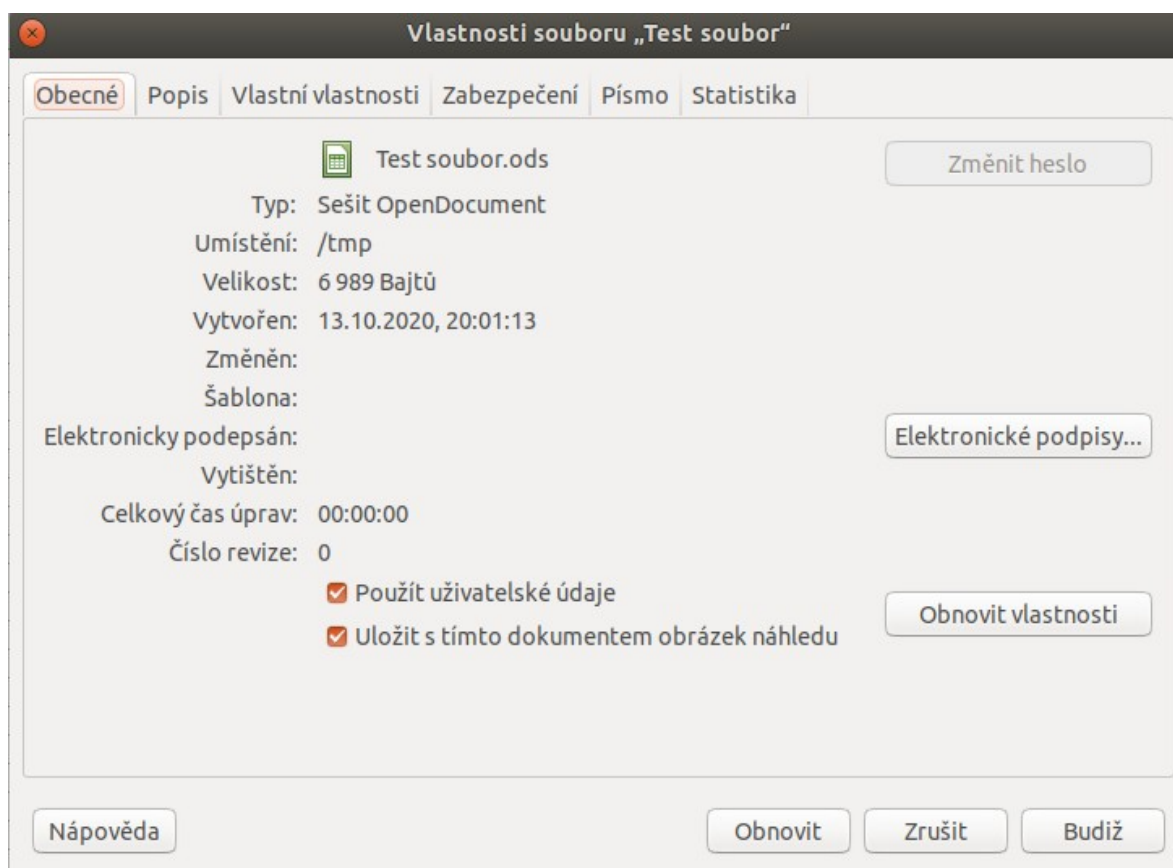 Vlastnosti souboru „Test soubor“
Obecné Popis Vlastní vlastnosti Zabezpečení Písmo Statistika
Test soubor.ods Změnit heslo
Typ: Sešit OpenDocument
Umístění: /tmp
Velikost: 6 989 Bajtů
Vytvořen: 13.10.2020, 20:01:13
Změněn:
Šablona:
Elektronicky podepsán: Elektronické podpisy...
Vytištěn:
Celkový čas úprav: 00:00:00
Číslo revize: 0
Použít uživatelské údaje
Obnovit vlastnosti
Uložit s tímto dokumentem obrázek náhledu
Nápověda Obnovit Zrušit Budiž